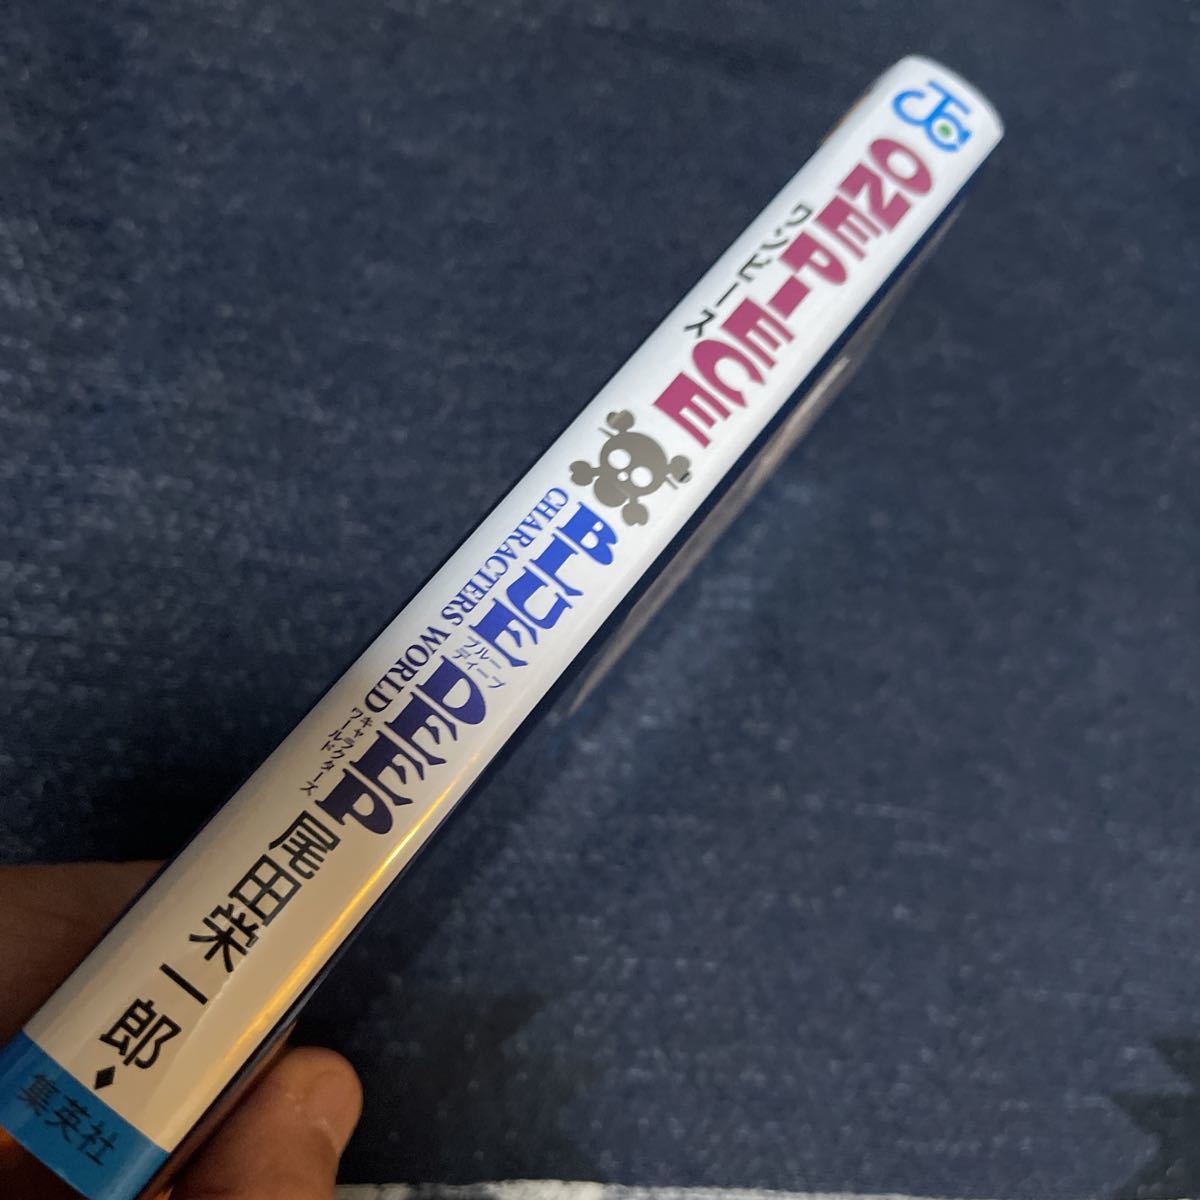 JC
ONE PIECE
ワンピース
BLUE DEEP
ブルー
ディープ
CHARACTERS WORLD
キャラクターズ
ワールド
尾田栄一郎◆
集英社